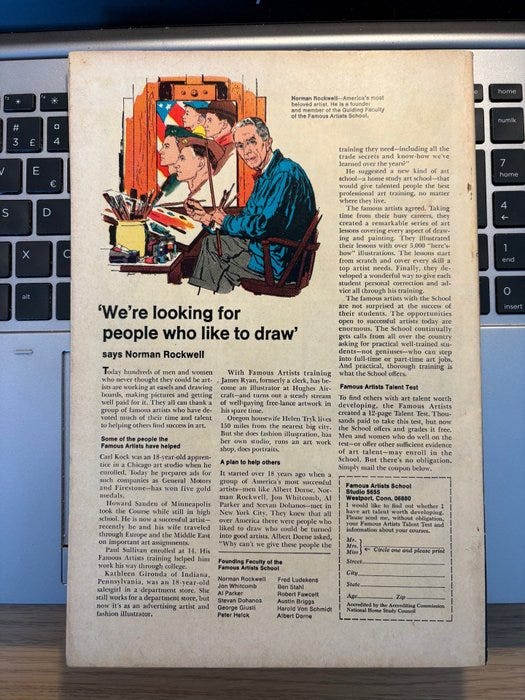 Norman Rockwell—America's most
beloved artist. He is a founder
and member of the Guiding Faculty
of the Famous Artists School.
'We're looking for
people who like to draw'
says Norman Rockwell
Today hundreds of men and women
who never thought they could be art-
ists are working at easels and drawing
boards, making pictures and getting
well paid for it. They all can thank a
group of famous artists who have de-
voted much of their time and talent
to helping others find success in art.
Some of the people the
Famous Artists have helped
Carl Kock was an 18-year-old appren-
tice in a Chicago art studio when he
enrolled. Today he prepares ads for
such companies as General Motors
and Firestone—has won five gold
medals.
Howard Sanden of Minneapolis
took the Course while still in high
school. He is now a successful artist—
recently he and his wife traveled
through Europe and the Middle East
on important art assignments.
Paul Sullivan enrolled at 14. His
Famous Artists training helped him
work his way through college.
Kathleen Gironda of Indiana,
Pennsylvania, was an 18-year-old
salesgirl in a department store. She
still works for a department store, but
now it's as an advertising artist and
fashion illustrator.
With Famous Artists training
James Ryan, formerly a clerk, has be-
come an illustrator at Hughes Air-
craft—and turns out a steady stream
of well-paying free-lance artwork in
his spare time.
Oregon housewife Helen Tryk lives
150 miles from the nearest big city.
But she does fashion illustration, has
her own studio, runs an art work
shop, does portraits.
A plan to help others
It started over 18 years ago when a
group of America's most successful
artists—men like Albert Dorne, Nor-
man Rockwell, Jon Whitcomb, Al
Parker and Stevan Dohanos—met in
New York City. They knew that all
over America there were people who
liked to draw who could be turned
into good artists. Albert Dorne asked,
"Why can't we give these people the
Founding Faculty of the
Famous Artists School
Norman Rockwell
Jon Whitcomb
Al Parker
Stevan Dohanos
George Giusti
Peter Helck
Fred Ludekens
Ben Stahl
Robert Fawcett
Austin Briggs
Harold Von Schmidt
Albert Dorne
training they need—including all the
trade secrets and know-how we've
learned over the years?"
He suggested a new kind of art
school—a home study art school—that
would give talented people the best
professional art training, no matter
where they live.
The famous artists agreed. Taking
time from their busy careers, they
created a remarkable series of art
lessons covering every aspect of draw-
ing and painting. They illustrated
their lessons with over 5,000 "here's-
how" illustrations. The lessons start
from scratch and cover every skill a
top artist needs. Finally, they de-
veloped a wonderful way to give each
student personal correction and ad-
vice all through his training.
The famous artists with the School
are not surprised at the success of
their students. The opportunities
open to successful artists today are
enormous. The School continually
gets calls from all over the country
asking for practical well-trained stu-
dents—not geniuses—who can step
into full-time or part-time art jobs.
And practical, thorough training is
what the School offers.
Famous Artists Talent Test
To find others with art talent worth
developing, the Famous Artists
created a 12-page Talent Test. Thou-
sands paid to take this test, but now
the School offers and grades it free.
Men and women who do well on the
test—or offer other sufficient evidence
of art talent—may enroll in the
School. But there's no obligation.
Simply mail the coupon below.
Famous Artists School
Studio 5655
Westport, Conn. 06880
I would like to find out whether I
have art talent worth developing.
Please send me, without obligation,
your Famous Artists Talent Test and
information about your courses.
Mr.
Mrs.
Miss
Circle one and please print
Street
City
State
Age Zip
Accredited by the Accrediting Commission
National Home Study Council
#
3 £
¤
4
W
E
€
S
D
X
C
alt
home
numlk
7
home
4
1
end
0
insert